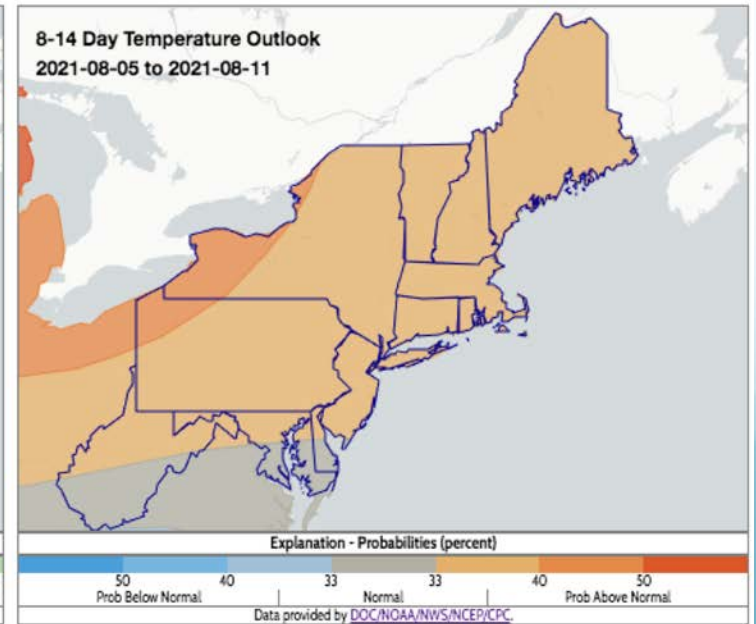 8-14 Day Temperature Outlook
2021-08-05 to 2021-08-11
Explanation - Probabilities (percent)
50 40 33 33 40 50
Prob Below Normal | Normal | Prob Above Normal
Data provided by DOC/NOAA/NWS/NCEP/CPC.